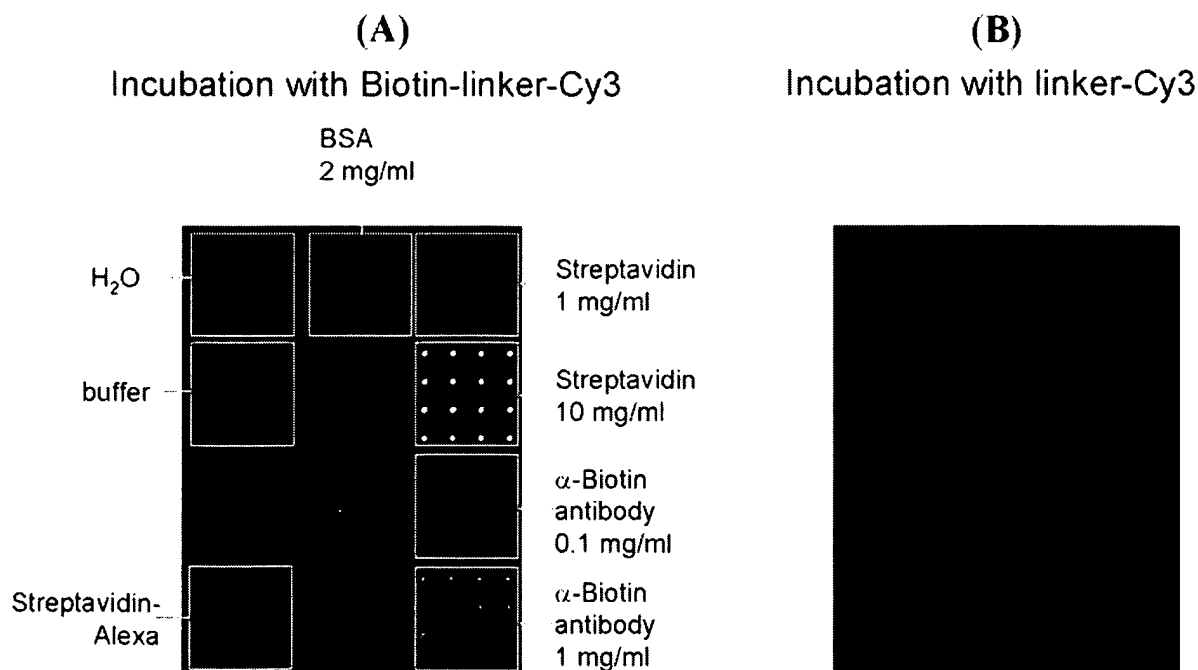 (A)
Incubation with Biotin-linker-Cy3
BSA
2 mg/ml
H₂O
buffer
Streptavidin-
Alexa
Streptavidin
1 mg/ml
Streptavidin
10 mg/ml
α-Biotin
antibody
0.1 mg/ml
α-Biotin
antibody
1 mg/ml
(B)
Incubation with linker-Cy3